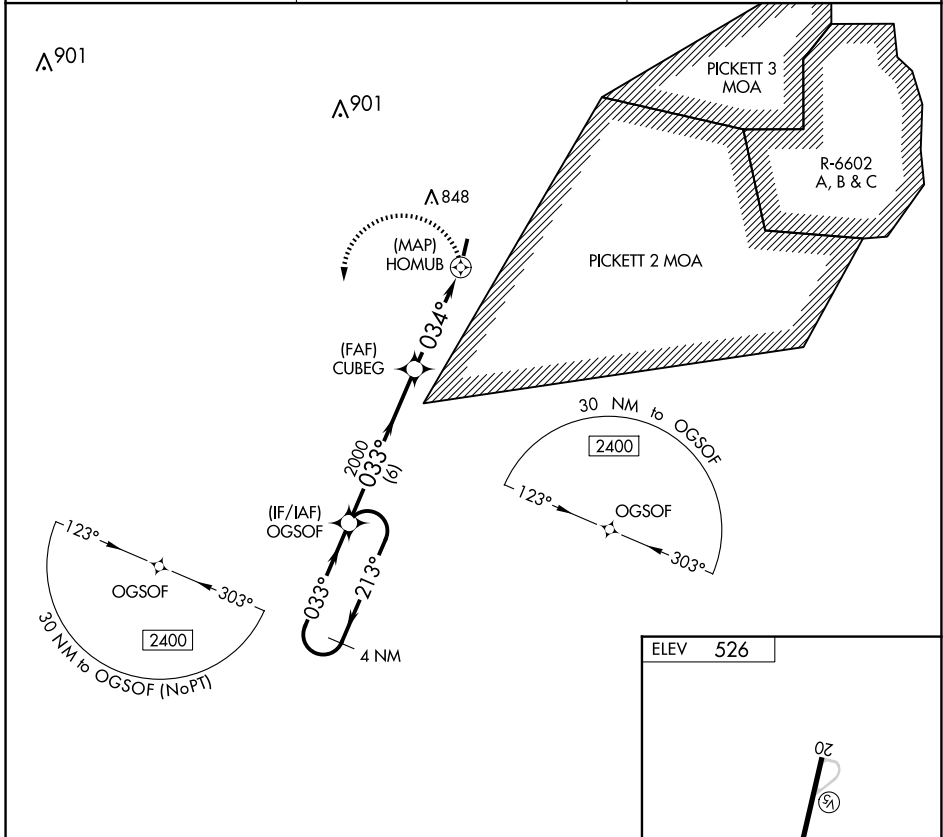 901
901
PICKETT 3
MOA
R-6602
A, B & C
848
(MAP)
HOMUB
PICKETT 2 MOA
034°
(FAF)
CUBEG
30 NM to OGSOF
2400
2000
033°
(6)
123°
OGSOF
303°
(IF/IAF)
OGSOF
123°
OGSOF
303°
2400
30 NM to OGSOF (NoPT)
033°
213°
4 NM
ELEV 526
20
V5